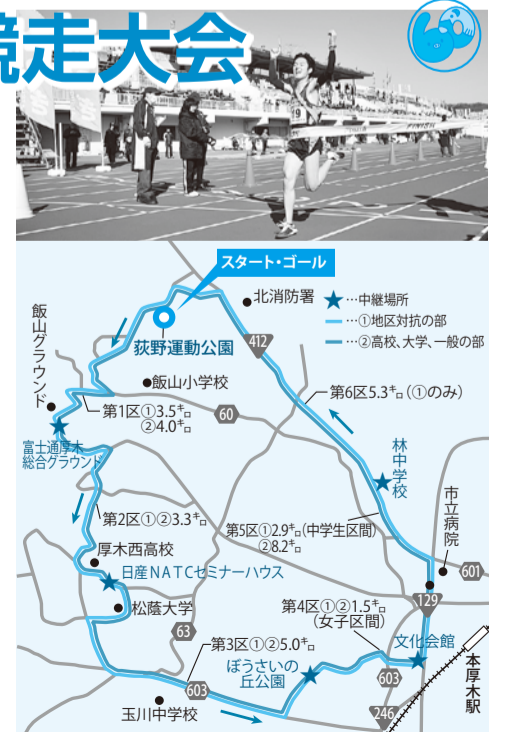 競走大会
スタート・ゴール
北消防署
★…中継場所
…①地区対抗の部
…②高校、大学、一般の部
荻野運動公園
412
飯山グラウンド
飯山小学校
第6区5.3㌔(①のみ)
第1区①3.5㌔
②4.0㌔
60
富士通厚木
総合グラウンド
林中学校
市立病院
第2区①②3.3㌔
第5区①2.9㌔(中学生区間)
②8.2㌔
厚木西高校
日産NATCセミナーハウス
601
129
松蔭大学
第4区①②1.5㌔
(女子区間)
63
文化会館
第3区①②5.0㌔
ぼうさいの
丘公園
本厚木駅
603
603
玉川中学校
246